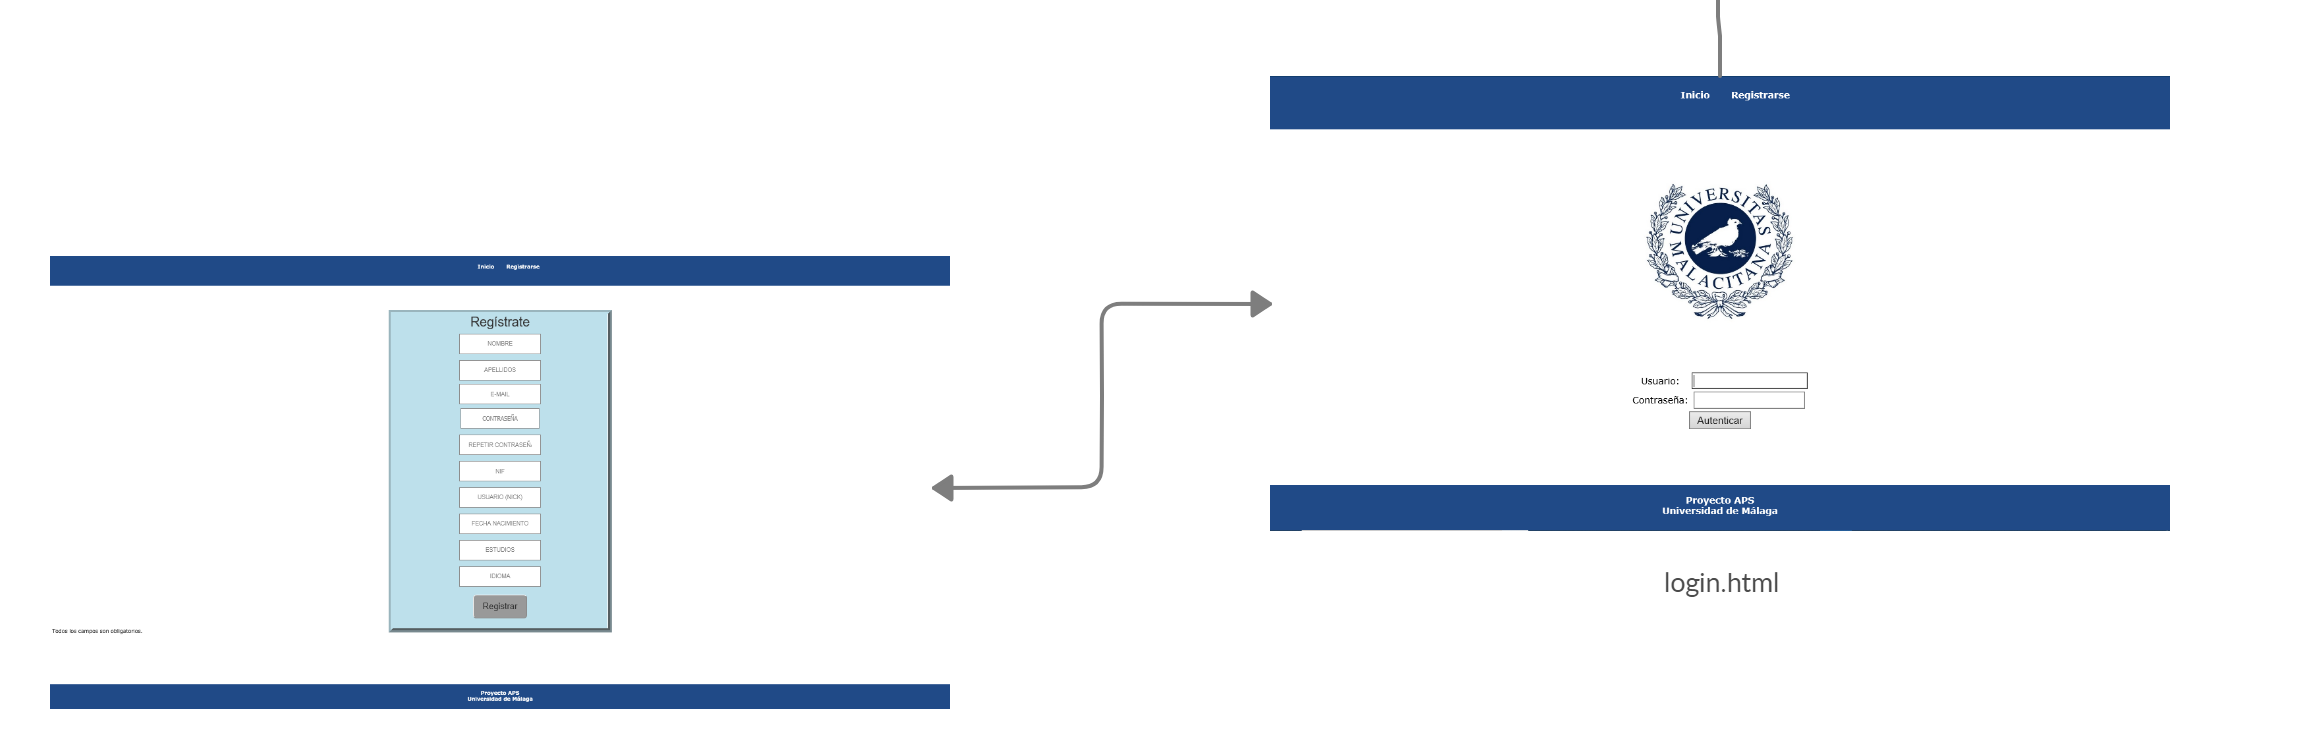 Inicio Registrarse
Regístrate
NOMBRE
APELLIDOS
E-MAIL
CONTRASEÑA
REPETIR CONTRASEÑ
NIF
USUARIO (NICK)
FECHA NACIMIENTO
ESTUDIOS
IDIOMA
Registrar
Todos los campos son obligatorios.
Proyecto APS
Universidad de Málaga
Inicio Registrarse
UNIVERSITAS
MALACITANA
Usuario:
Contraseña:
Autenticar
Proyecto APS
Universidad de Málaga
login.html